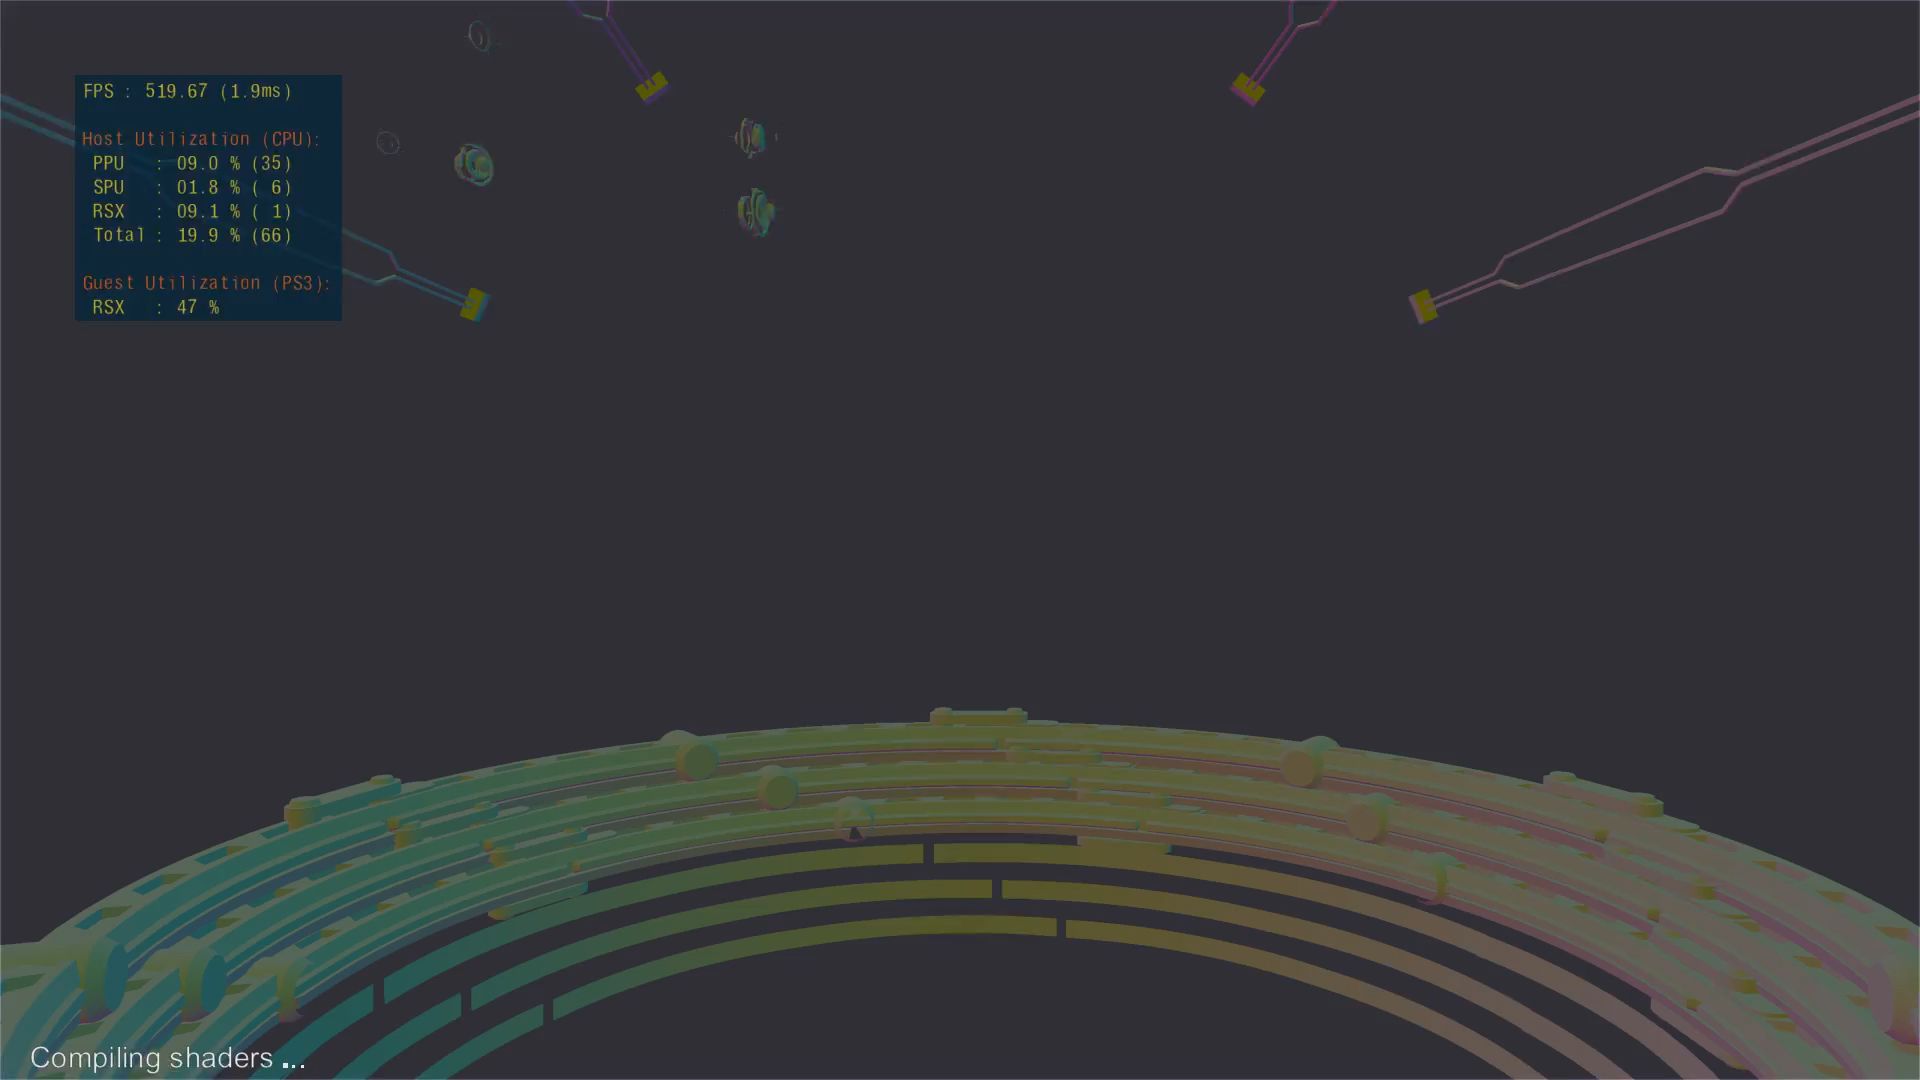 FPS : 519.67 (1.9ms)
Host Utilization (CPU):
PPU : 09.0 % (35)
SPU : 01.8 % ( 6)
RSX : 09.1 % ( 1)
Total : 19.9 % (66)
Guest Utilization (PS3):
RSX : 47 %
Compiling shaders ...